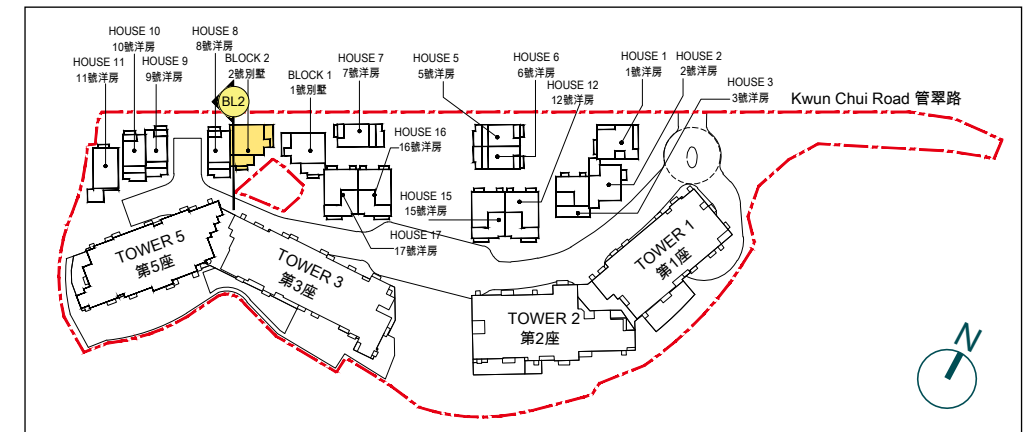 HOUSE 11
11號洋房
HOUSE 10
10號洋房
HOUSE 9
9號洋房
HOUSE 8
8號洋房
BLOCK 2
2號別墅
BL2
BLOCK 1
1號別墅
HOUSE 7
7號洋房
HOUSE 16
16號洋房
HOUSE 5
5號洋房
HOUSE 6
6號洋房
HOUSE 12
12號洋房
HOUSE 1
1號洋房
HOUSE 2
2號洋房
HOUSE 3
3號洋房
Kwun Chui Road 管翠路
HOUSE 15
15號洋房
HOUSE 17
17號洋房
TOWER 5
第5座
TOWER 3
第3座
TOWER 2
第2座
TOWER 1
第1座
N